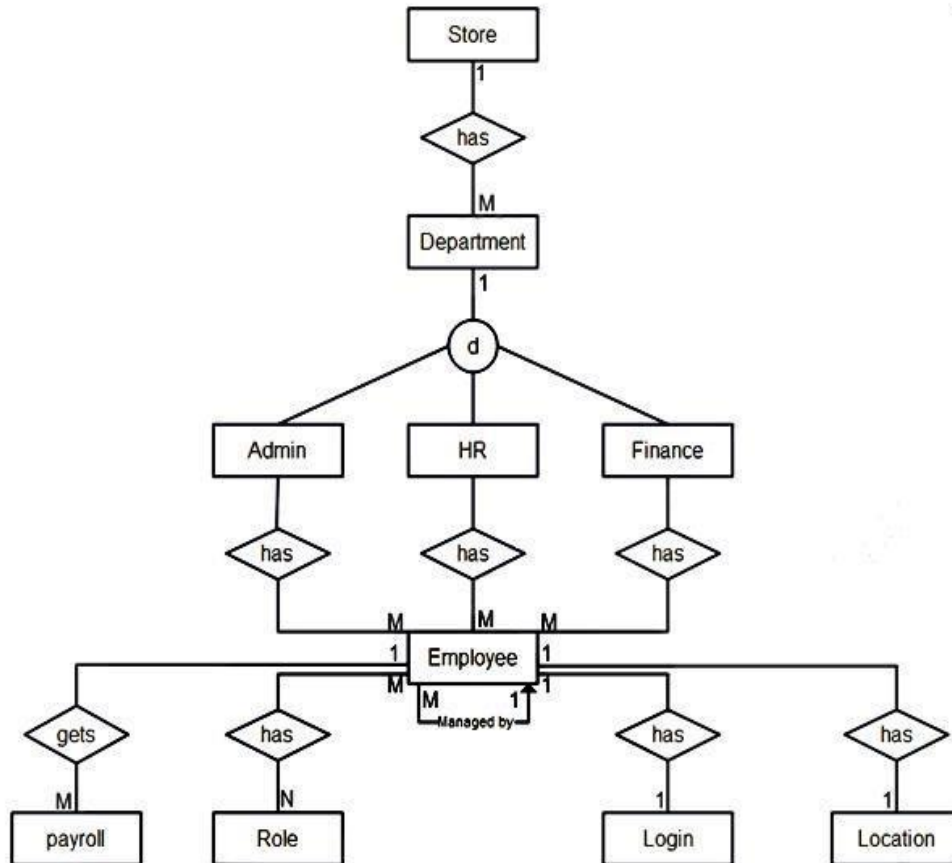 Store
1
has
M
Department
1
d
Admin
HR
Finance
has
has
has
M
M
M
1
Employee
1
M
1
M
1
Managed by
gets
has
has
has
M
N
1
1
payroll
Role
Login
Location